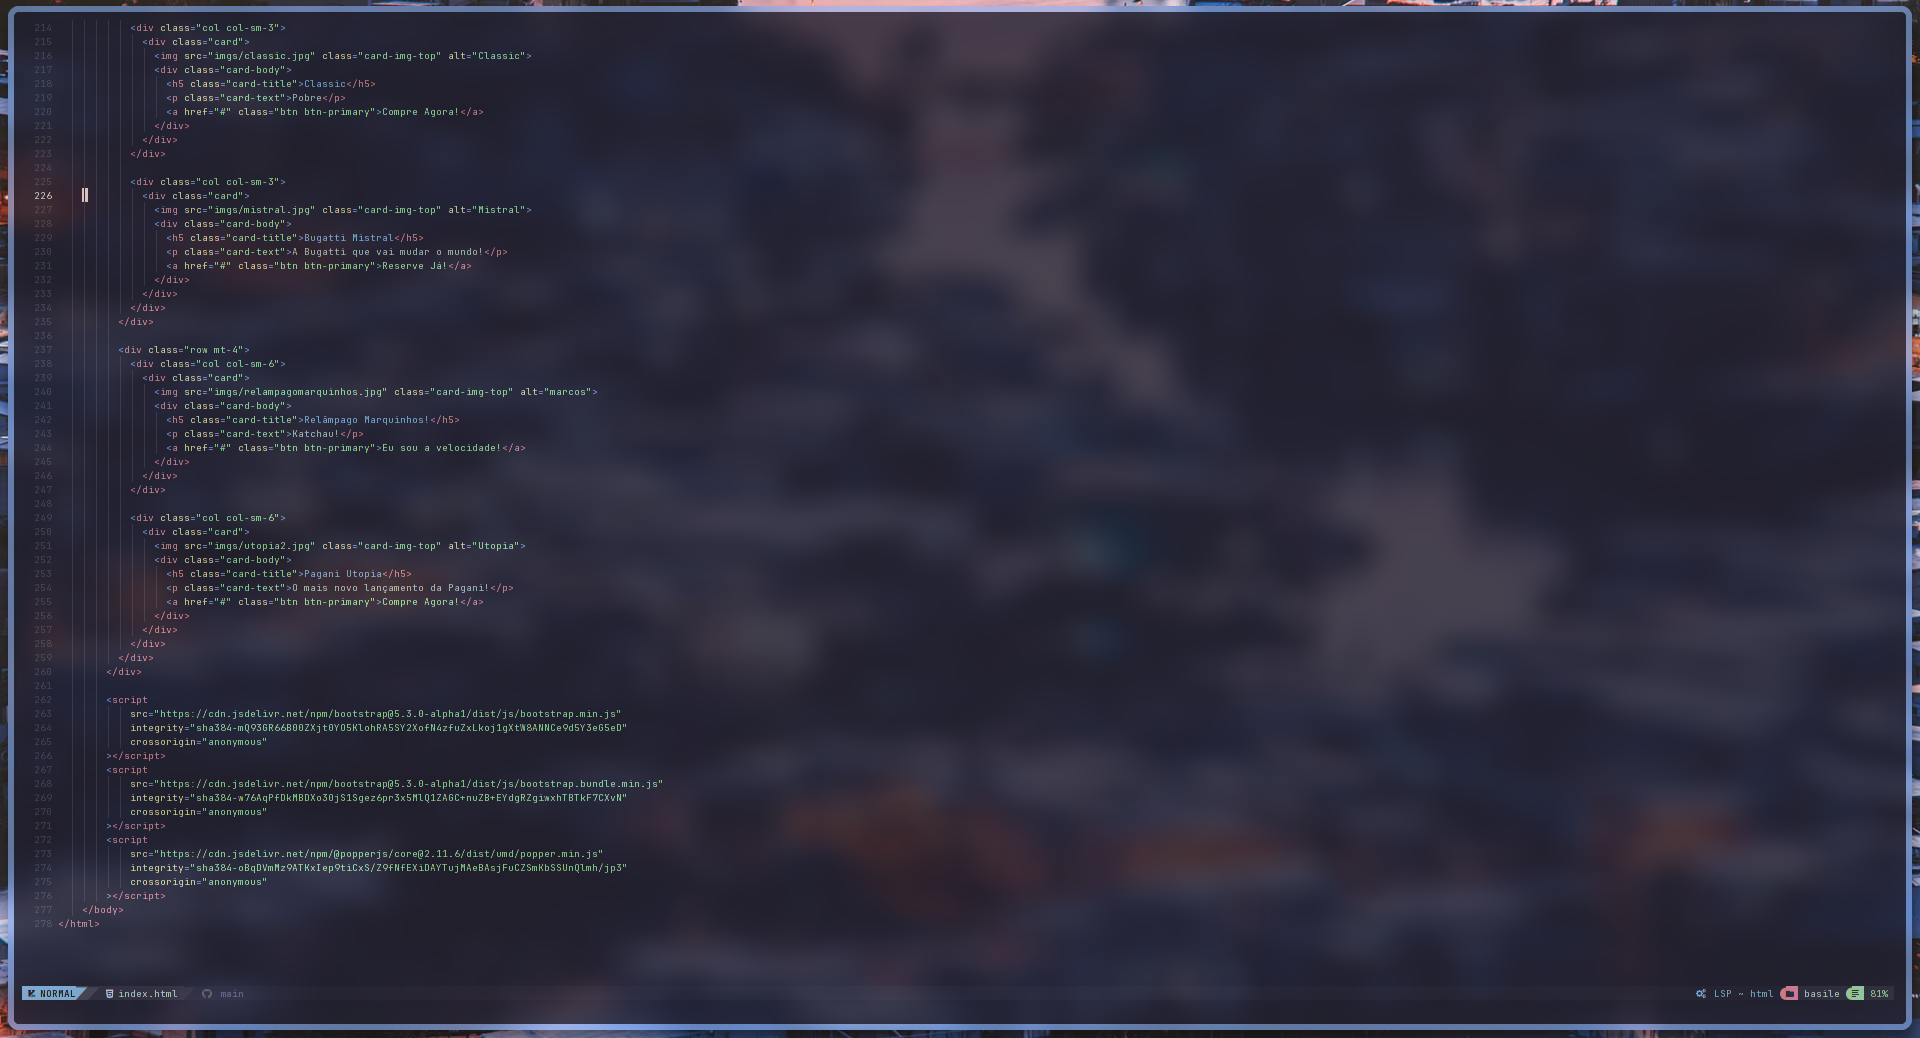 214 <div class="col col-sm-3">
215 <div class="card">
216 <img src="imgs/classic.jpg" class="card-img-top" alt="Classic">
217 <div class="card-body">
218 <h5 class="card-title">Classic</h5>
219 <p class="card-text">Pobre</p>
220 <a href="#" class="btn btn-primary">Compre Agora!</a>
221 </div>
222 </div>
223 </div>
224
225 <div class="col col-sm-3">
226 <div class="card">
227 <img src="imgs/mistral.jpg" class="card-img-top" alt="Mistral">
228 <div class="card-body">
229 <h5 class="card-title">Bugatti Mistral</h5>
230 <p class="card-text">A Bugatti que vai mudar o mundo!</p>
231 <a href="#" class="btn btn-primary">Reserve Já!</a>
232 </div>
233 </div>
234 </div>
235 </div>
236
237 <div class="row mt-4">
238 <div class="col col-sm-6">
239 <div class="card">
240 <img src="imgs/relampagomarquinhos.jpg" class="card-img-top" alt="marcos">
241 <div class="card-body">
242 <h5 class="card-title">Relâmpago Marquinhos!</h5>
243 <p class="card-text">Katchau!</p>
244 <a href="#" class="btn btn-primary">Eu sou a velocidade!</a>
245 </div>
246 </div>
247 </div>
248
249 <div class="col col-sm-6">
250 <div class="card">
251 <img src="imgs/utopia2.jpg" class="card-img-top" alt="Utopia">
252 <div class="card-body">
253 <h5 class="card-title">Pagani Utopia</h5>
254 <p class="card-text">O mais novo lançamento da Pagani!</p>
255 <a href="#" class="btn btn-primary">Compre Agora!</a>
256 </div>
257 </div>
258 </div>
259 </div>
260 </div>
261
262 <script
263 src="https://cdn.jsdelivr.net/npm/bootstrap@5.3.0-alpha1/dist/js/bootstrap.min.js"
264 integrity="sha384-mQ93GR66B00ZXjt0YO5KlohRA5SY2XofN4zfuZxLkoj1gXtW8ANNCe9d5Y3eG5eD"
265 crossorigin="anonymous"
266 ></script>
267 <script
268 src="https://cdn.jsdelivr.net/npm/bootstrap@5.3.0-alpha1/dist/js/bootstrap.bundle.min.js"
269 integrity="sha384-w76AqPfDkMBDXo30jS1Sgez6pr3x5MlQ1ZAGC+nuZB+EYdgRZgiwxhTBTkF7CXvN"
270 crossorigin="anonymous"
271 ></script>
272 <script
273 src="https://cdn.jsdelivr.net/npm/@popperjs/core@2.11.6/dist/umd/popper.min.js"
274 integrity="sha384-oBqDVmMz9ATKxIep9tiCxS/Z9fNfEXiDAYTujMAeBAsjFuCZSmKbSSUnQlmh/jp3"
275 crossorigin="anonymous"
276 ></script>
277 </body>
278 </html>
NORMAL index.html main LSP ~ html basile 81%